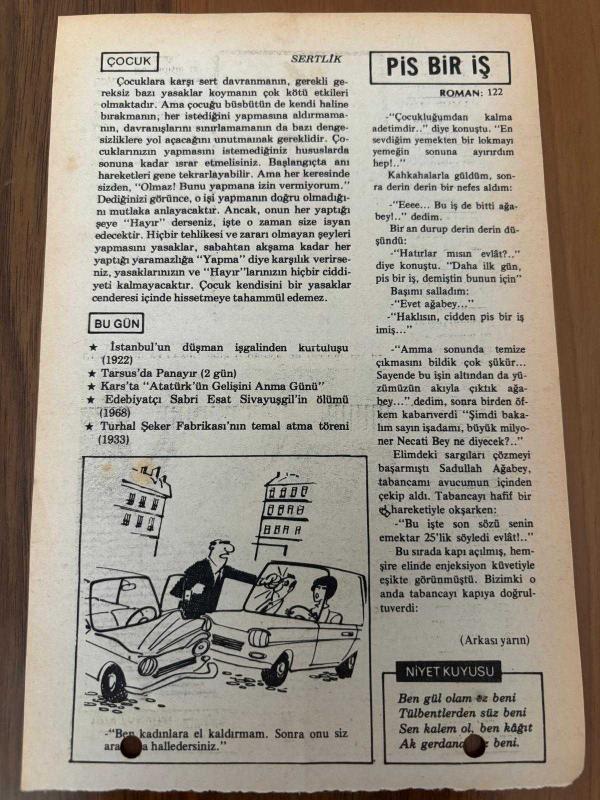 ÇOCUK
SERTLİK
Çocuklara karşı sert davranmanın, gerekli ge-
reksiz bazı yasaklar koymanın çok kötü etkileri
olmaktadır. Ama çocuğu büsbütün de kendi haline
bırakmanın, her istediğini yapmasına aldırmama-
nın, davranışlarını sınırlamamanın da bazı denge-
sizliklere yol açacağını unutmamak gereklidir. Ço-
cuklarınızın yapmasını istemediğiniz hususlarda
sonuna kadar ısrar etmelisiniz. Başlangıçta anı
hareketleri gene tekrarlayabilir. Ama her keresinde
sizden, "Olmaz! Bunu yapmana izin vermiyorum."
Dediğinizi görünce, o işi yapmanın doğru olmadığı-
nı mutlaka anlayacaktır. Ancak, onun her yaptığı
şeye "Hayır" derseniz, işte o zaman size isyan
edecektir. Hiçbir tehlikesi ve zararı olmayan şeyleri
yapmasını yasaklar, sabahtan akşama kadar her
yaptığı yaramazlığa "Yapma" diye karşılık verirse-
niz, yasaklarınızın ve "Hayır"larınızın hiçbir ciddi-
yeti kalmayacaktır. Çocuk kendisini bir yasaklar
cenderesi içinde hissetmeye tahammül edemez.
BU GÜN
★ İstanbul'un düşman işgalinden kurtuluşu
(1922)
★ Tarsus'da Panayır (2 gün)
★ Kars'ta "Atatürk'ün Gelişini Anma Günü"
★ Edebiyatçı Sabri Esat Sivayuşgil'in ölümü
(1968)
★ Turhal Şeker Fabrikası'nın temel atma töreni
(1933)
-"Ben kadınlara el kaldırmam. Sonra onu siz
halledersiniz."
PİS BİR İŞ
ROMAN: 122
-"Çocukluğumdan kalma
adetimdir.." diye konuştu. "En
sevdiğim yemekten bir lokmayı
yemeğin sonuna ayırırdım
hep!.."
Kahkahalarla güldüm, son-
ra derin derin bir nefes aldım:
-"Eeee... Bu iş de bitti ağa-
bey!.." dedim.
Bir an durup derin derin dü-
şündü:
-"Hatırlar mısın evlât?.."
diye konuştu. "Daha ilk gün,
pis bir iş, demiştin bunun için"
Başımı salladım:
-"Evet ağabey..."
-"Haklısın, cidden pis bir iş
imiş..."
-"Amma sonunda temize
çıkmasını bildik çok şükür...
Sayende bu işin altından da yü-
zümüzün akıyla çıktık ağa-
bey..." dedim, sonra birden öf-
kem kabarıverdi "Şimdi baka-
lım sayın işadamı, büyük milyo-
ner Necati Bey ne diyecek?.."
Elimdeki sargıları çözmeyi
başarmıştı Sadullah Ağabey,
tabancamı avucumun içinden
çekip aldı. Tabancayı hafif bir
el hareketiyle okşarken:
-"Bu işte son sözü senin
emektar 25'lik söyledi evlât!.."
Bu sırada kapı açılmış, hem-
şire elinde enjeksiyon küvetiyle
eşikte görünmüştü. Bizimki o
anda tabancayı kapıya doğrul-
tuverdi:
(Arkası yarın)
NİYET KUYUSU
Ben gül olam ez beni
Tülbentlerden süz beni
Sen kalem ol, ben kâğıt
Ak gerdana beni.